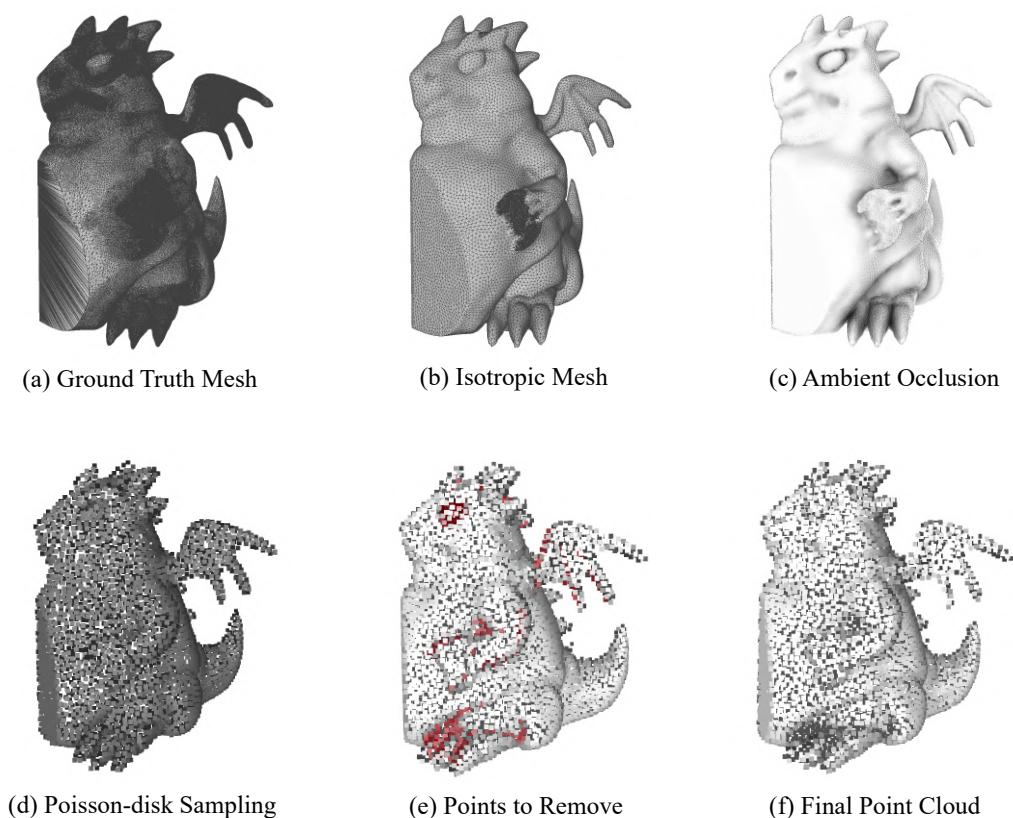 (a) Ground Truth Mesh
(b) Isotropic Mesh
(c) Ambient Occlusion
(d) Poisson-disk Sampling
(e) Points to Remove
(f) Final Point Cloud